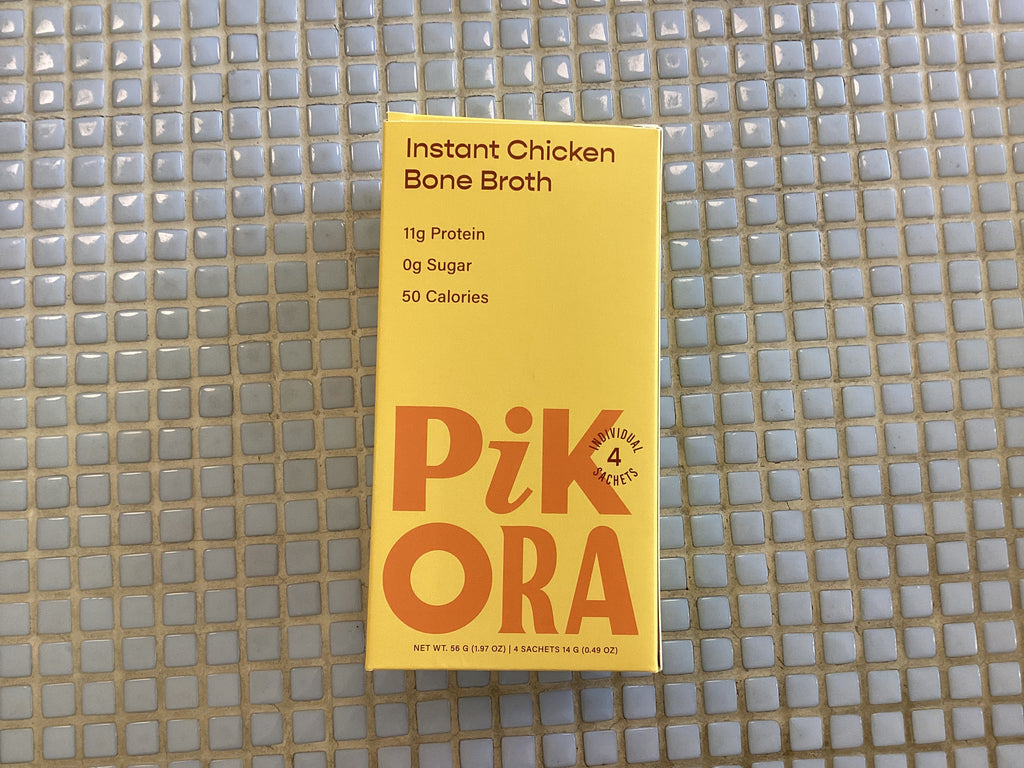 Instant Chicken
Bone Broth
11g Protein
0g Sugar
50 Calories
PiK
INDIVIDUAL
4
SACHETS
ORA
NET WT. 56 G (1.97 OZ) | 4 SACHETS 14 G (0.49 OZ)